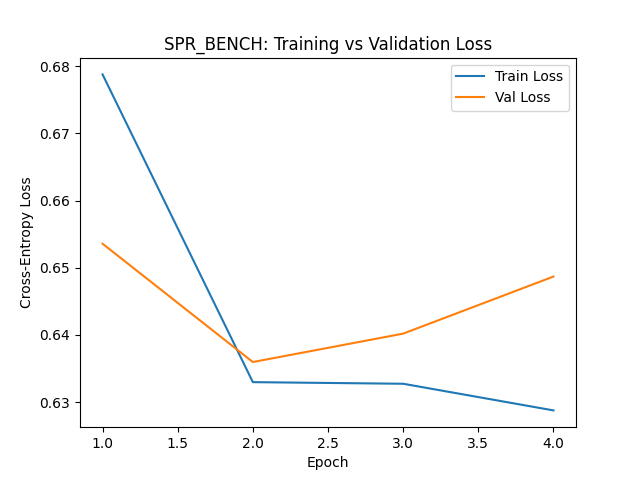 SPR_BENCH: Training vs Validation Loss
Train Loss
Val Loss
Cross-Entropy Loss
0.68
0.67
0.66
0.65
0.64
0.63
1.0
1.5
2.0
2.5
3.0
3.5
4.0
Epoch